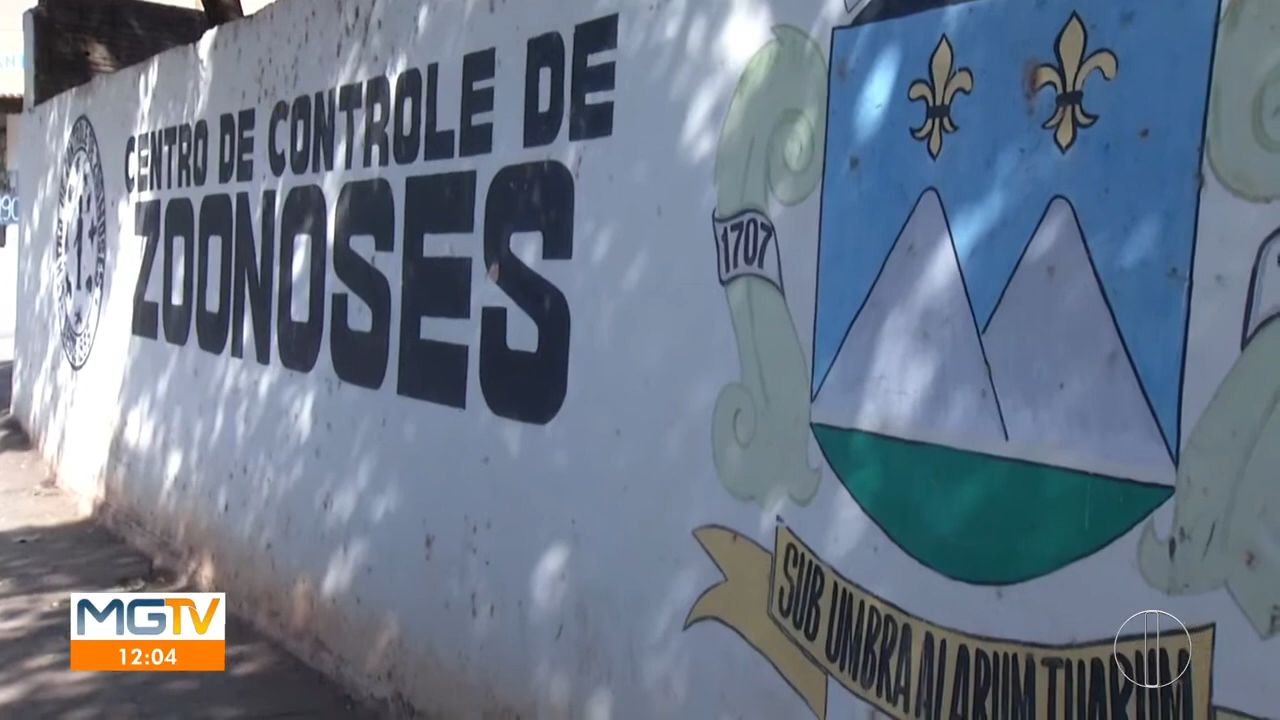 CENTRO DE CONTROLE DE
ZOONOSES
1707
SUB UMBRA ALARUM TUARUM
MGTV
12:04